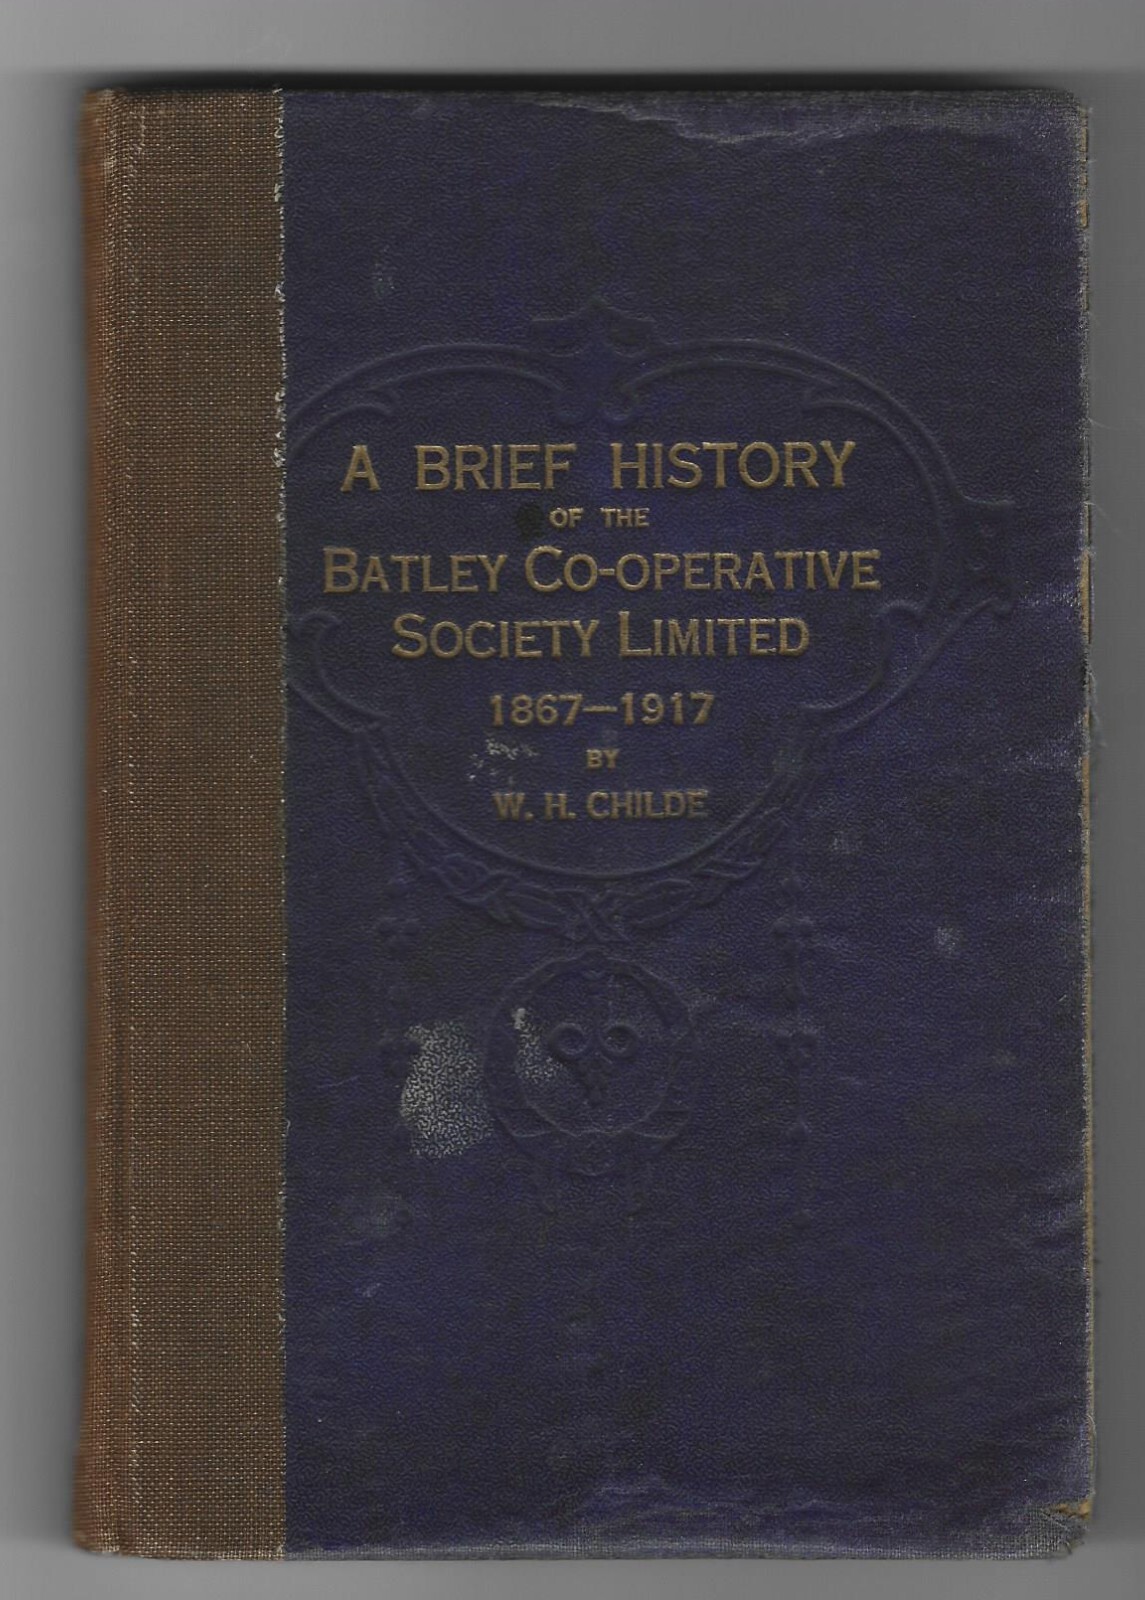 A BRIEF HISTORY
OF THE
BATLEY CO-OPERATIVE
SOCIETY LIMITED
1867—1917
BY
W. H. CHILDE